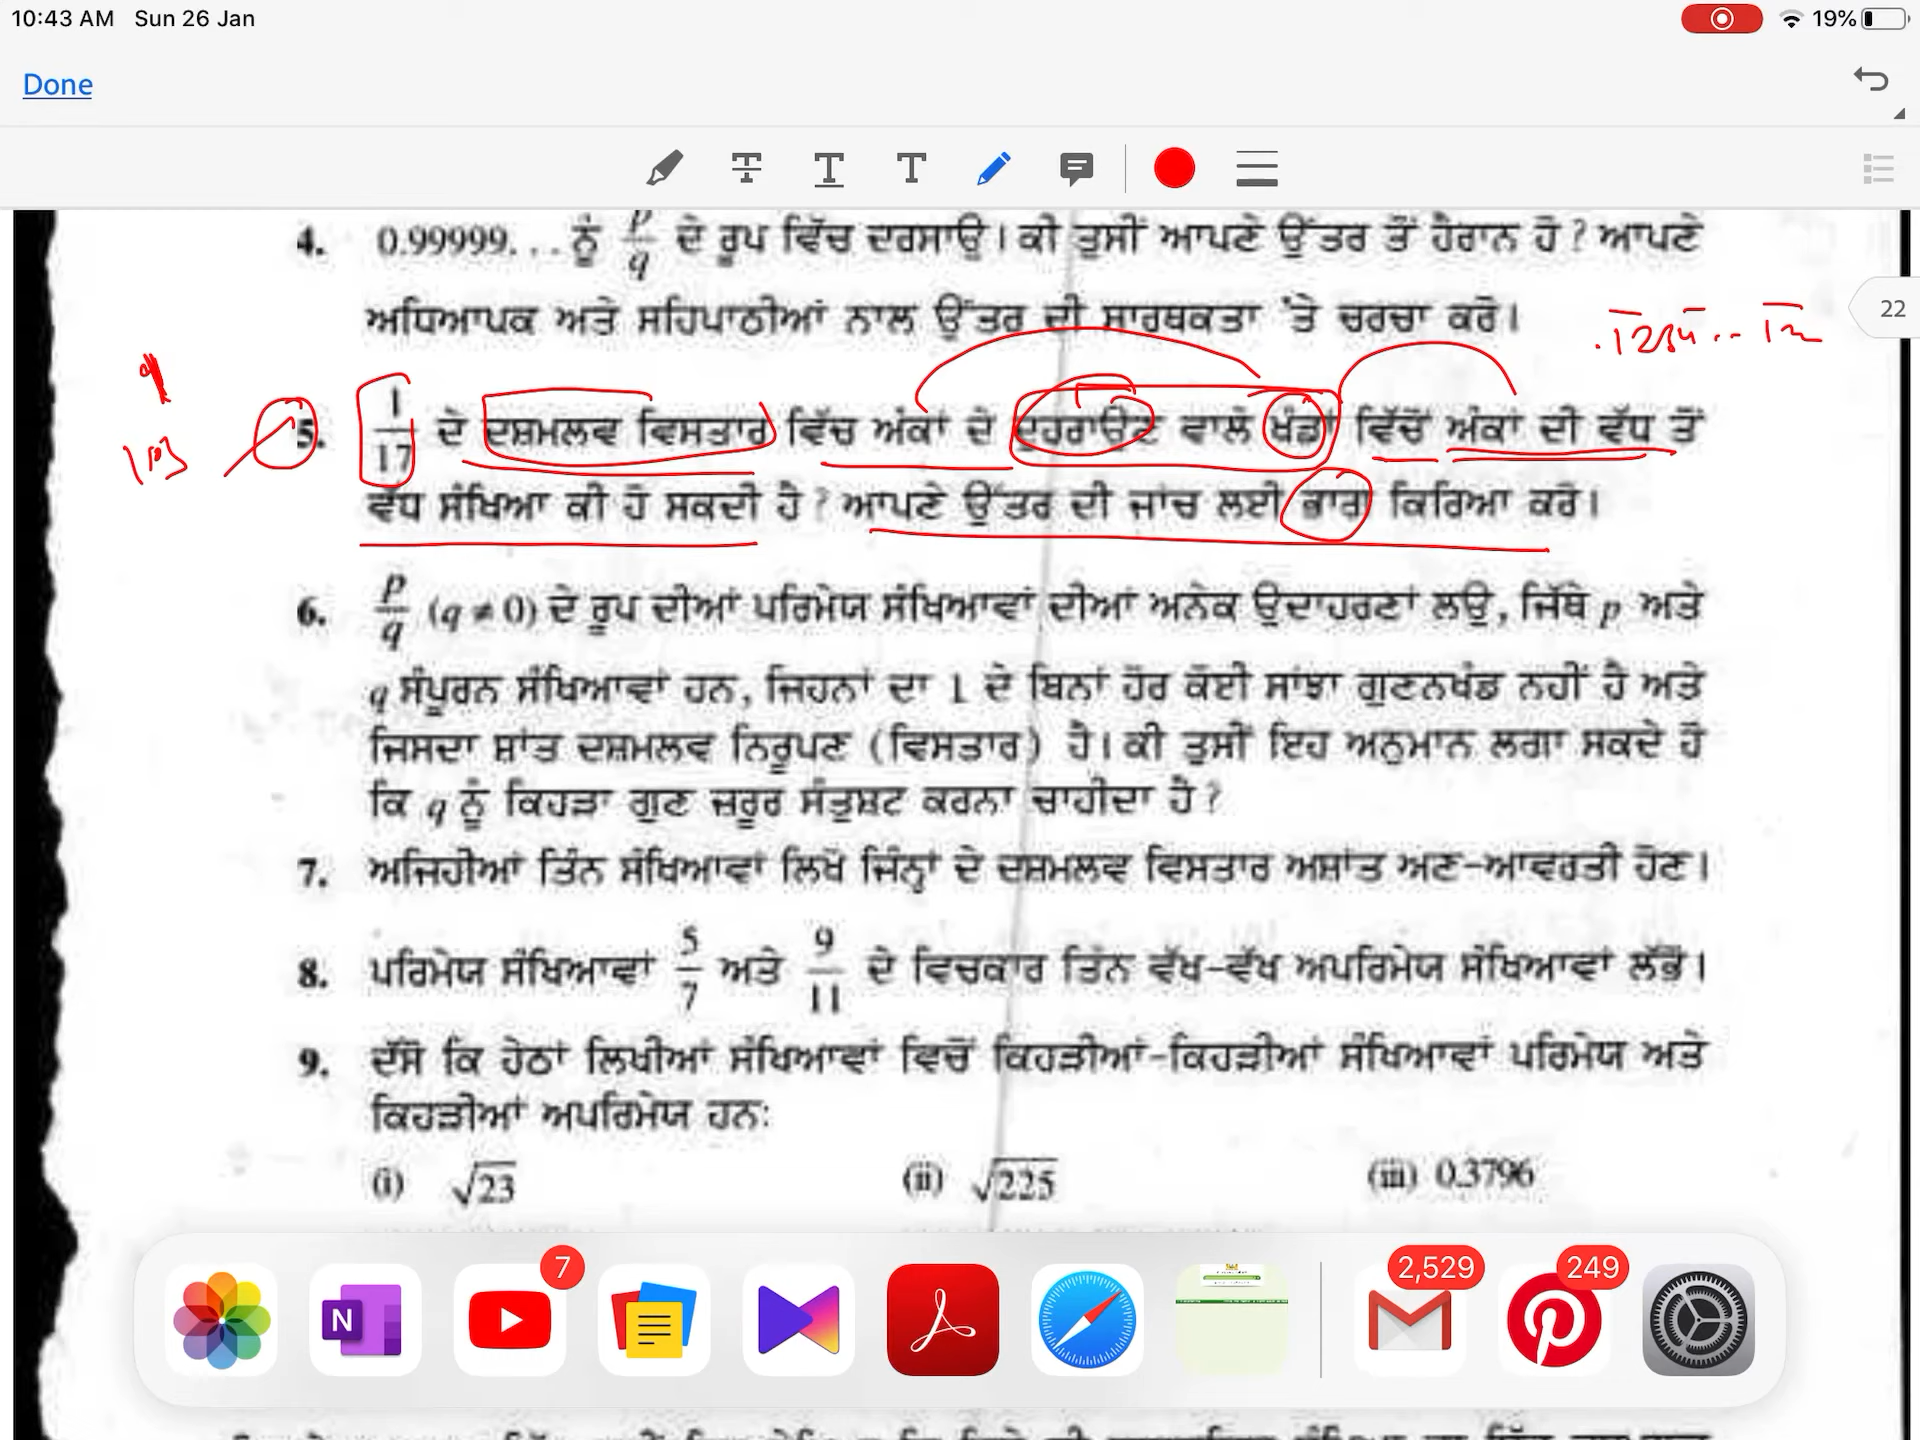 10:43 AM Sun 26 Jan
19%
Done
22
4. 0.99999... ਨੂੰ p/q ਦੇ ਰੂਪ ਵਿੱਚ ਦਰਸਾਉ। ਕੀ ਤੁਸੀਂ ਆਪਣੇ ਉੱਤਰ ਤੋਂ ਹੈਰਾਨ ਹੋ? ਆਪਣੇ
ਅਧਿਆਪਕ ਅਤੇ ਸਹਿਪਾਠੀਆਂ ਨਾਲ ਉੱਤਰ ਦੀ ਸਾਰਥਕਤਾ 'ਤੇ ਚਰਚਾ ਕਰੋ।
5. 1/17 ਦੇ ਦਸ਼ਮਲਵ ਵਿਸਤਾਰ ਵਿੱਚ ਅੰਕਾਂ ਦੇ ਦਹਰਾਉਣ ਵਾਲੇ ਖੰਡਾਂ ਵਿੱਚੋਂ ਅੰਕਾਂ ਦੀ ਵੱਧ ਤੋਂ
ਵੱਧ ਸੰਖਿਆ ਕੀ ਹੋ ਸਕਦੀ ਹੈ? ਆਪਣੇ ਉੱਤਰ ਦੀ ਜਾਂਚ ਲਈ ਭਾਗ ਕਿਰਿਆ ਕਰੋ।
6. p/q (q ≠ 0) ਦੇ ਰੂਪ ਦੀਆਂ ਪਰਿਮੇਯ ਸੰਖਿਆਵਾਂ ਦੀਆਂ ਅਨੇਕ ਉਦਾਹਰਣਾਂ ਲਉ, ਜਿੱਥੇ p ਅਤੇ
q ਸੰਪੂਰਨ ਸੰਖਿਆਵਾਂ ਹਨ, ਜਿਹਨਾਂ ਦਾ 1 ਦੇ ਬਿਨਾਂ ਹੋਰ ਕੋਈ ਸਾਂਝਾ ਗੁਣਨਖੰਡ ਨਹੀਂ ਹੈ ਅਤੇ
ਜਿਸਦਾ ਸ਼ਾਂਤ ਦਸ਼ਮਲਵ ਨਿਰੂਪਣ (ਵਿਸਤਾਰ) ਹੈ। ਕੀ ਤੁਸੀਂ ਇਹ ਅਨੁਮਾਨ ਲਗਾ ਸਕਦੇ ਹੋ
ਕਿ q ਨੂੰ ਕਿਹੜਾ ਗੁਣ ਜ਼ਰੂਰ ਸੰਤੁਸ਼ਟ ਕਰਨਾ ਚਾਹੀਦਾ ਹੈ?
7. ਅਜਿਹੀਆਂ ਤਿੰਨ ਸੰਖਿਆਵਾਂ ਲਿਖੋ ਜਿੰਨ੍ਹਾਂ ਦੇ ਦਸ਼ਮਲਵ ਵਿਸਤਾਰ ਅਸ਼ਾਂਤ ਅਣ-ਆਵਰਤੀ ਹੋਣ।
8. ਪਰਿਮੇਯ ਸੰਖਿਆਵਾਂ 5/7 ਅਤੇ 9/11 ਦੇ ਵਿਚਕਾਰ ਤਿੰਨ ਵੱਖ-ਵੱਖ ਅਪਰਿਮੇਯ ਸੰਖਿਆਵਾਂ ਲੱਭੋ।
9. ਦੱਸੋ ਕਿ ਹੇਠਾਂ ਲਿਖੀਆਂ ਸੰਖਿਆਵਾਂ ਵਿਚੋਂ ਕਿਹੜੀਆਂ-ਕਿਹੜੀਆਂ ਸੰਖਿਆਵਾਂ ਪਰਿਮੇਯ ਅਤੇ
ਕਿਹੜੀਆਂ ਅਪਰਿਮੇਯ ਹਨ:
(i) √23 (ii) √225 (iii) 0.3796
7
2,529
249
N